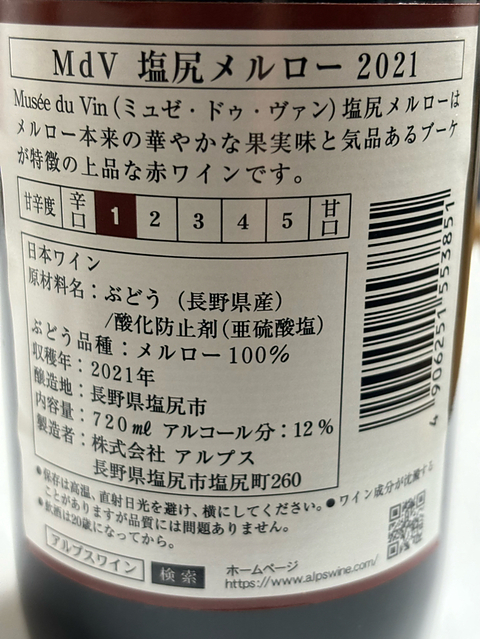 MdV 塩尻メルロー 2021
Musée du Vin (ミュゼ・ドゥ・ヴァン) 塩尻メルローは
メルロー本来の華やかな果実味と気品あるブーケ
が特徴の上品な赤ワインです。
甘辛度 辛口 1 2 3 4 5 甘口
日本ワイン
原材料名：ぶどう (長野県産)
/酸化防止剤(亜硫酸塩)
ぶどう品種：メルロー100%
収穫年：2021年
醸造地：長野県塩尻市
内容量：720㎖ アルコール分：12%
製造者：株式会社 アルプス
長野県塩尻市塩尻町260
4906251553851
●保存は高温、直射日光を避け、横にしてください。●ワイン成分が沈澱する
ことがありますが品質には問題ありません。
●飲酒は20歳になってから。
アルプスワイン 検索
ホームページ
https://www.alpswine.com/